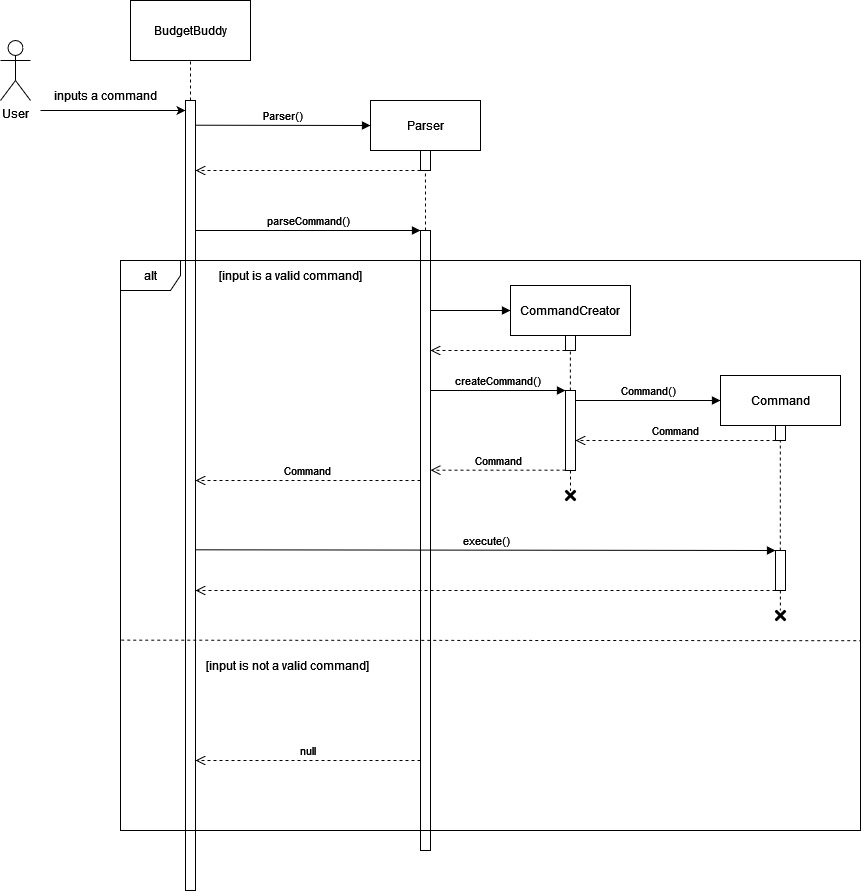 BudgetBuddy
User
inputs a command
Parser()
Parser
parseCommand()
alt
[input is a valid command]
CommandCreator
createCommand()
Command()
Command
Command
Command
Command
execute()
[input is not a valid command]
null